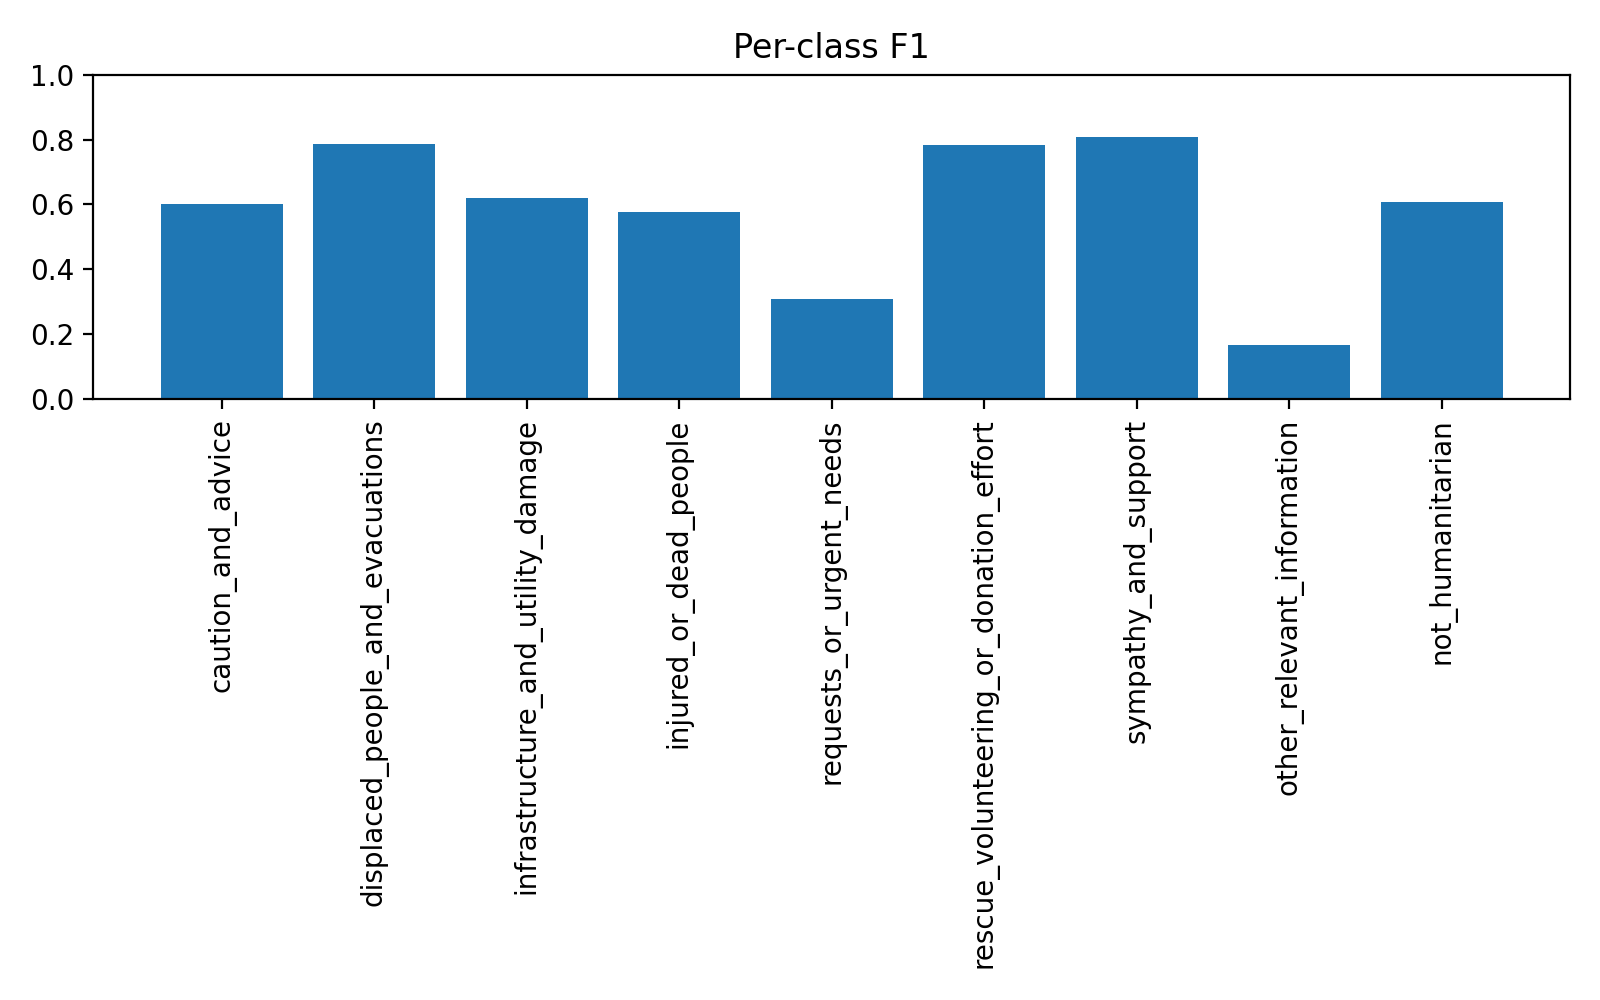 Per-class F1
1.0
0.8
0.6
0.4
0.2
0.0
caution_and_advice
displaced_people_and_evacuations
infrastructure_and_utility_damage
injured_or_dead_people
requests_or_urgent_needs
rescue_volunteering_or_donation_effort
sympathy_and_support
other_relevant_information
not_humanitarian